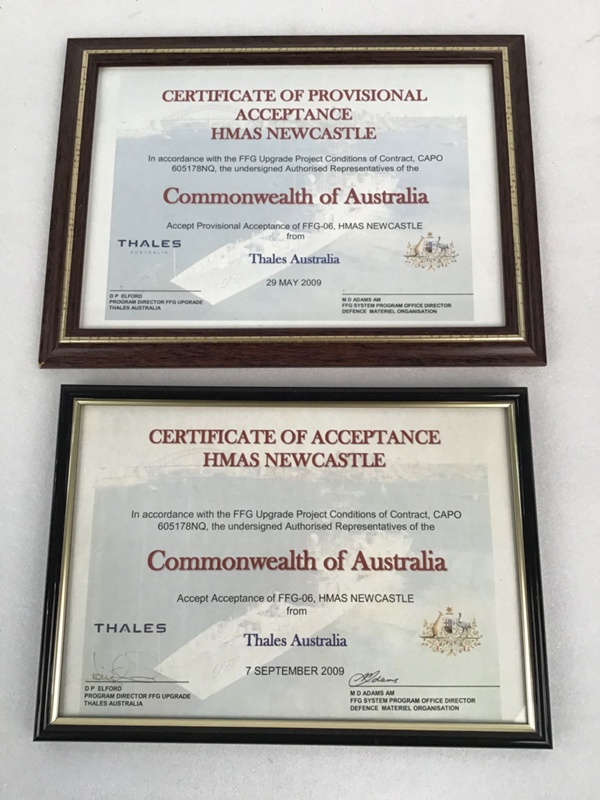 CERTIFICATE OF PROVISIONAL
ACCEPTANCE
HMAS NEWCASTLE
In accordance with the FFG Upgrade Project Conditions of Contract, CAPO
605178NQ, the undersigned Authorised Representatives of the
Commonwealth of Australia
Accept Provisional Acceptance of FFG-06, HMAS NEWCASTLE
from
THALES
AUSTRALIA
Thales Australia
29 MAY 2009
D P ELFORD
PROGRAM DIRECTOR FFG UPGRADE
THALES AUSTRALIA
M D ADAMS AM
FFG SYSTEM PROGRAM OFFICE DIRECTOR
DEFENCE MATERIEL ORGANISATION
CERTIFICATE OF ACCEPTANCE
HMAS NEWCASTLE
In accordance with the FFG Upgrade Project Conditions of Contract, CAPO
605178NQ, the undersigned Authorised Representatives of the
Commonwealth of Australia
Accept Acceptance of FFG-06, HMAS NEWCASTLE
from
THALES
Thales Australia
7 SEPTEMBER 2009
D P ELFORD
PROGRAM DIRECTOR FFG UPGRADE
THALES AUSTRALIA
M D ADAMS AM
FFG SYSTEM PROGRAM OFFICE DIRECTOR
DEFENCE MATERIEL ORGANISATION